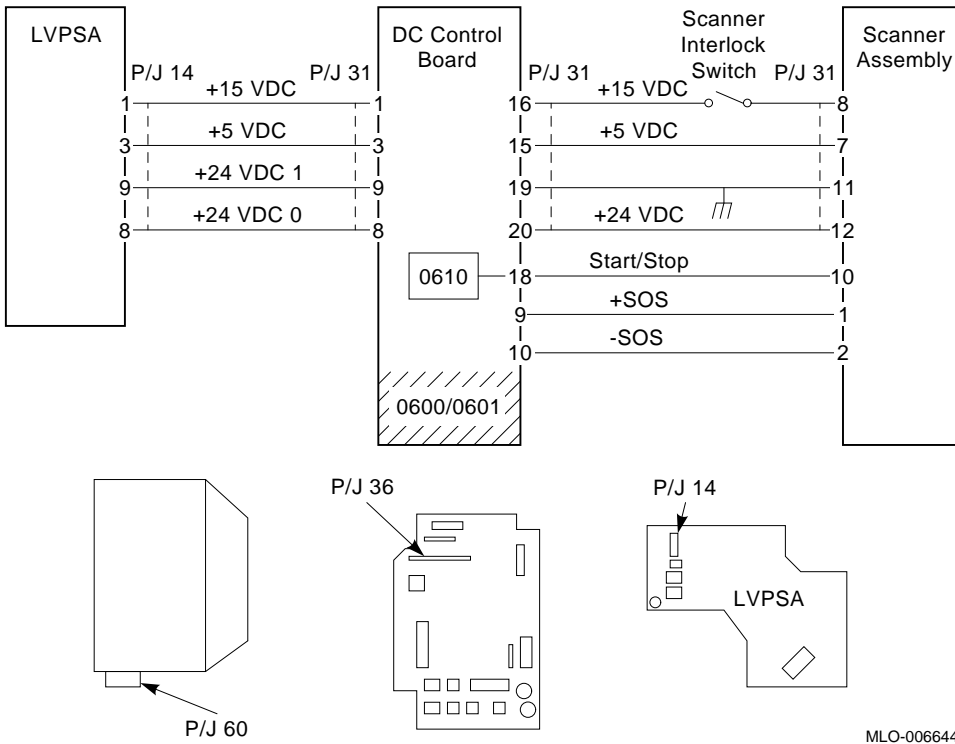 LVPSA
DC Control
Board
Scanner
Interlock
Switch
Scanner
Assembly
P/J 14
P/J 31
P/J 31
P/J 31
1
+15 VDC
1
16
+15 VDC
8
3
+5 VDC
3
15
+5 VDC
7
9
+24 VDC 1
9
19
11
8
+24 VDC 0
8
20
+24 VDC
12
0610
18
Start/Stop
10
9
+SOS
1
10
-SOS
2
0600/0601
P/J 36
P/J 14
LVPSA
P/J 60
MLO-006644